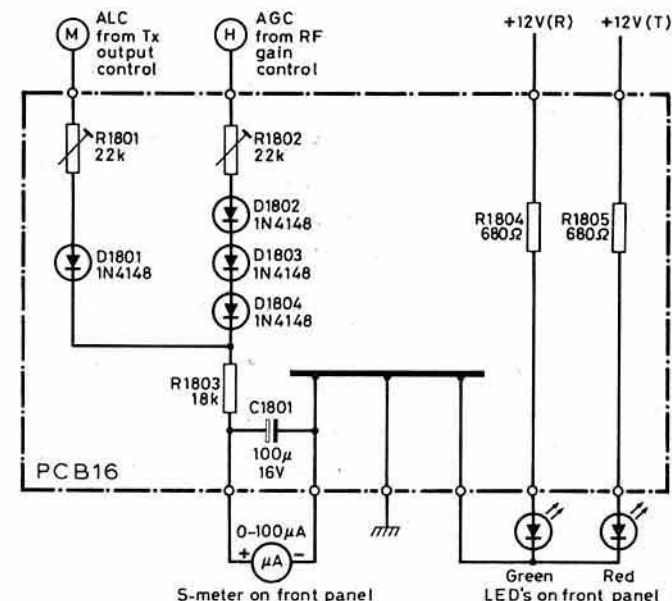 M
ALC
from Tx
output
control
H
AGC
from RF
gain
control
+12V(R)
+12V(T)
R1801
22k
R1802
22k
D1802
1N4148
D1801
1N4148
D1803
1N4148
D1804
1N4148
R1804
680Ω
R1805
680Ω
R1803
18k
C1801
100μ
16V
PCB16
0-100μA
+
μA
-
S-meter on front panel
Green
Red
LED's on front panel